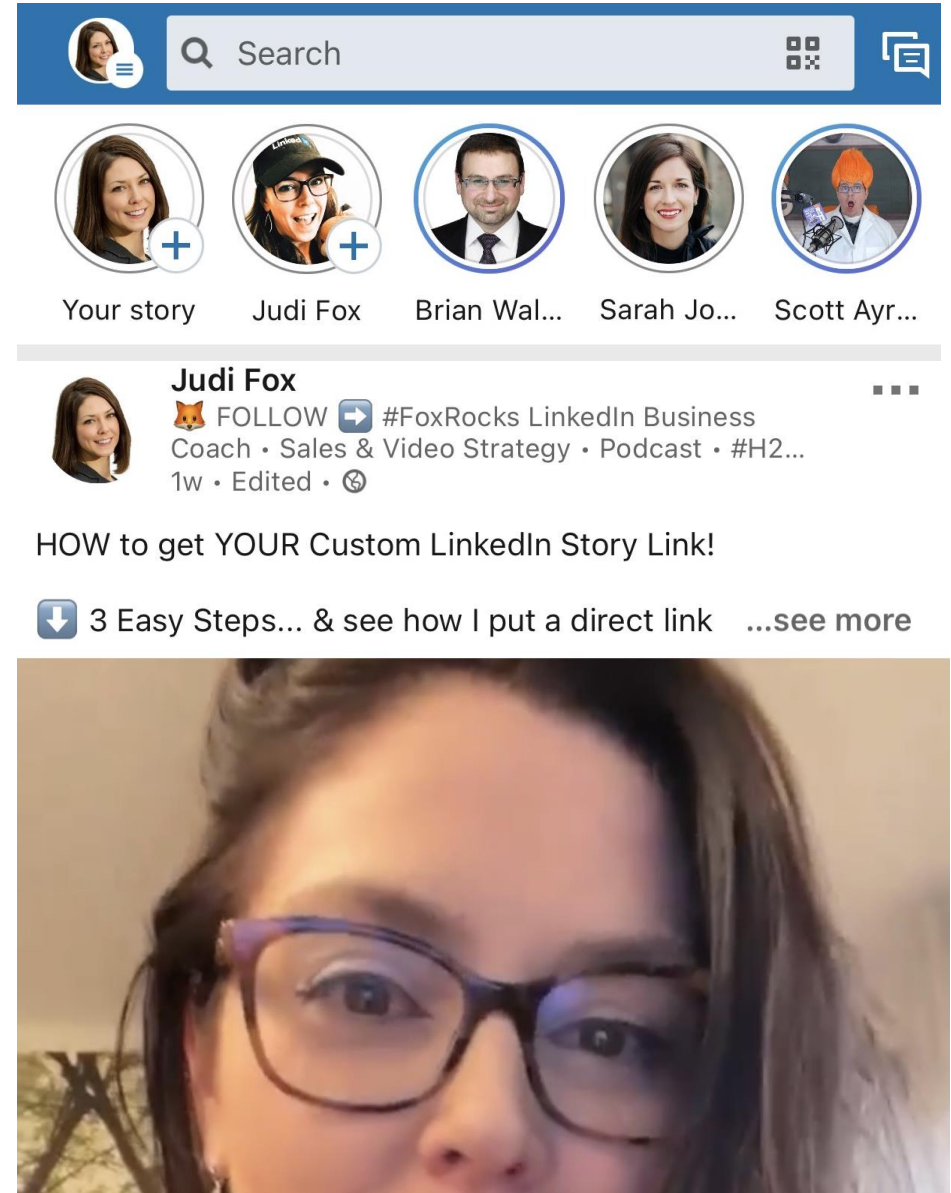 Search
Linked
Your story
Judi Fox
Brian Wal...
Sarah Jo...
Scott Ayr...
Judi Fox
🦊 FOLLOW ➡️ #FoxRocks LinkedIn Business
Coach • Sales & Video Strategy • Podcast • #H2...
1w • Edited •
HOW to get YOUR Custom LinkedIn Story Link!
⬇️ 3 Easy Steps... & see how I put a direct link ...see more